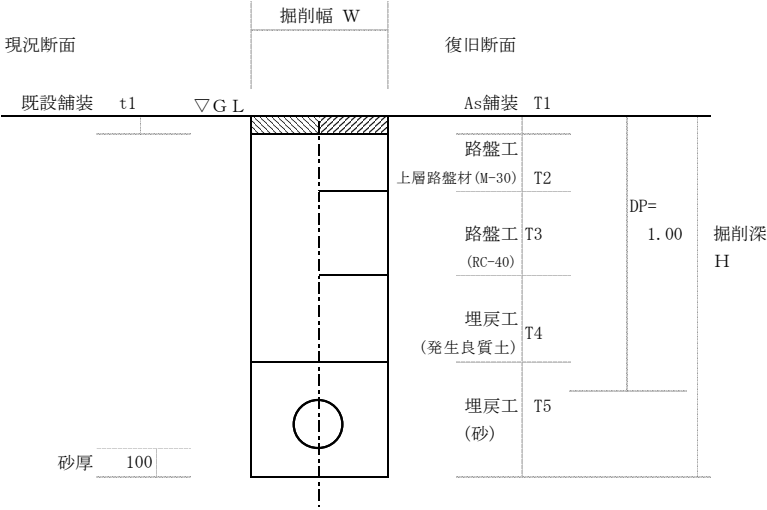 掘削幅 W
現況断面
復旧断面
既設舗装 t1
▽ＧＬ
As舗装 T1
路盤工
上層路盤材(M-30) T2
DP=
路盤工 T3
1.00
掘削深
(RC-40)
Ｈ
埋戻工
T4
(発生良質土)
埋戻工 T5
(砂)
砂厚 100